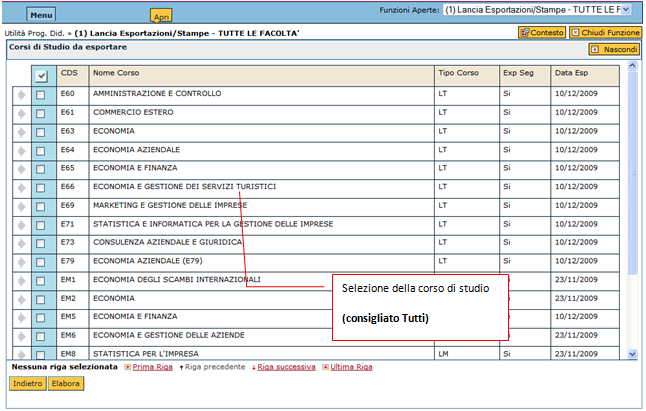 Menu
Apri
Funzioni Aperte: (1) Lancia Esportazioni/Stampe - TUTTE LE F
Utilità Prog. Did. » (1) Lancia Esportazioni/Stampe - TUTTE LE FACOLTA'
Contesto
Chiudi Funzione
Corsi di Studio da esportare
Nascondi
CDS Nome Corso Tipo Corso Exp Seg Data Esp
E60 AMMINISTRAZIONE E CONTROLLO LT Si 10/12/2009
E61 COMMERCIO ESTERO LT Si 10/12/2009
E63 ECONOMIA LT Si 10/12/2009
E64 ECONOMIA AZIENDALE LT Si 10/12/2009
E65 ECONOMIA E FINANZA LT Si 10/12/2009
E66 ECONOMIA E GESTIONE DEI SERVIZI TURISTICI LT Si 10/12/2009
E69 MARKETING E GESTIONE DELLE IMPRESE LT Si 10/12/2009
E71 STATISTICA E INFORMATICA PER LA GESTIONE DELLE IMPRESE LT Si 10/12/2009
E73 CONSULENZA AZIENDALE E GIURIDICA LT Si 10/12/2009
E79 ECONOMIA AZIENDALE (E79) LT Si 10/12/2009
EM1 ECONOMIA DEGLI SCAMBI INTERNAZIONALI 23/11/2009
EM2 ECONOMIA 23/11/2009
EM5 ECONOMIA E FINANZA 23/11/2009
EM6 ECONOMIA E GESTIONE DELLE AZIENDE 23/11/2009
EM8 STATISTICA PER L'IMPRESA LM Si 23/11/2009
Selezione della corso di studio
(consigliato Tutti)
Nessuna riga selezionata Prima Riga Riga precedente Riga successiva Ultima Riga
Indietro Elabora